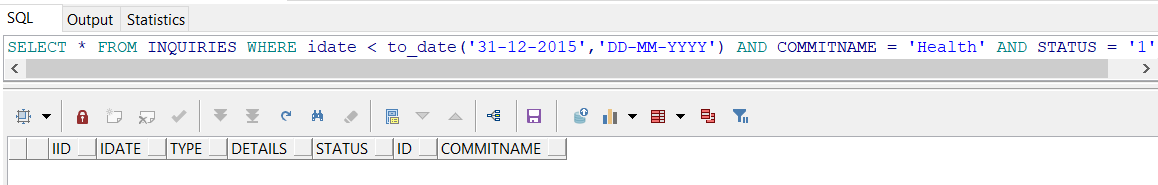 SQL Output Statistics
SELECT * FROM INQUIRIES WHERE idate < to_date('31-12-2015','DD-MM-YYYY') AND COMMITNAME = 'Health' AND STATUS = '1'
IID IDATE TYPE DETAILS STATUS ID COMMITNAME